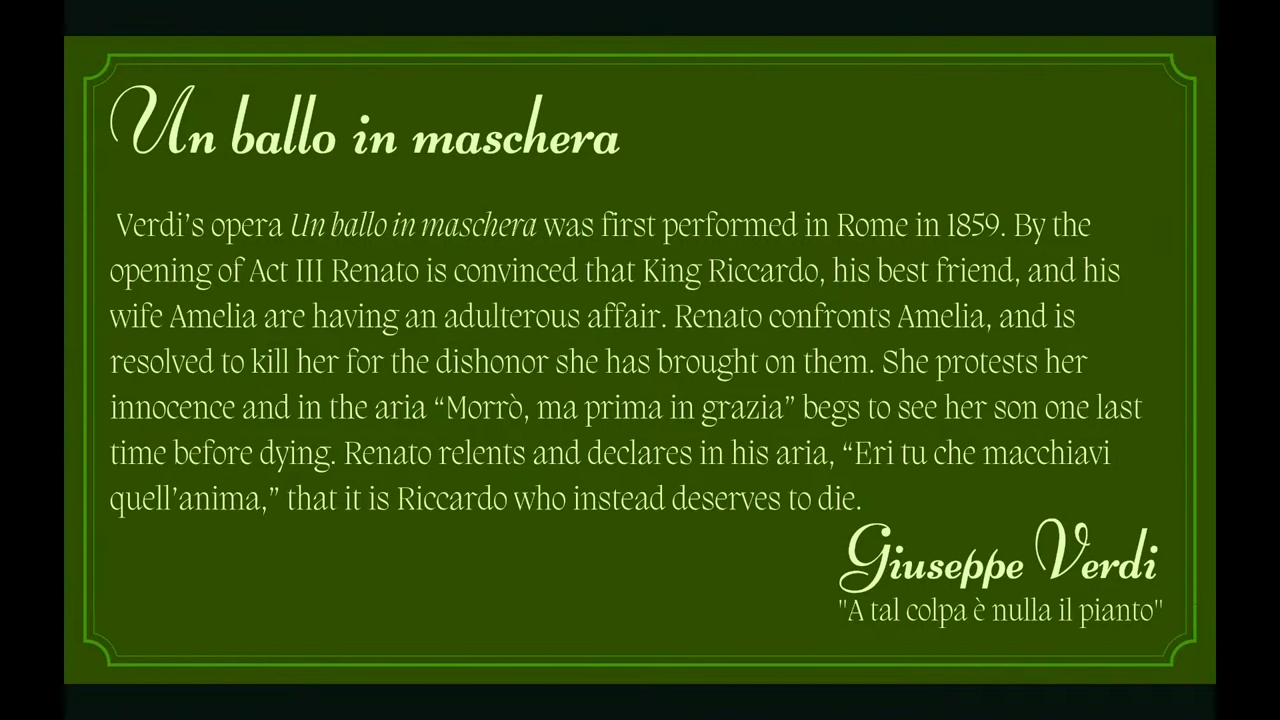 Un ballo in maschera
Verdi’s opera Un ballo in maschera was first performed in Rome in 1859. By the
opening of Act III Renato is convinced that King Riccardo, his best friend, and his
wife Amelia are having an adulterous affair. Renato confronts Amelia, and is
resolved to kill her for the dishonor she has brought on them. She protests her
innocence and in the aria “Morrò, ma prima in grazia” begs to see her son one last
time before dying. Renato relents and declares in his aria, “Eri tu che macchiavi
quell’anima,” that it is Riccardo who instead deserves to die.
Giuseppe Verdi
"A tal colpa è nulla il pianto"